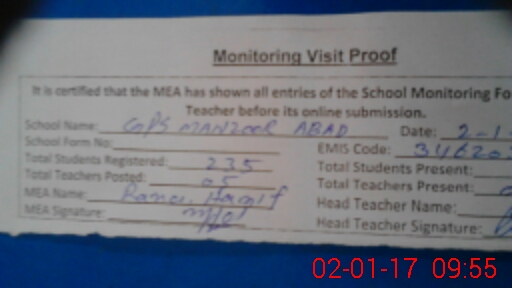 Monitoring Visit Proof
It is certified that the MEA has shown all entries of the School Monitoring Fo
Teacher before its online submission.
School Name: GPS MANZOOR ABAD Date: 2-1-
School Form No: EMIS Code: 346203
Total Students Registered: 235 Total Students Present:
Total Teachers Posted: 05 Total Teachers Present:
MEA Name: Rana Hanif Head Teacher Name:
MEA Signature: Head Teacher Signature:
02-01-17 09:55